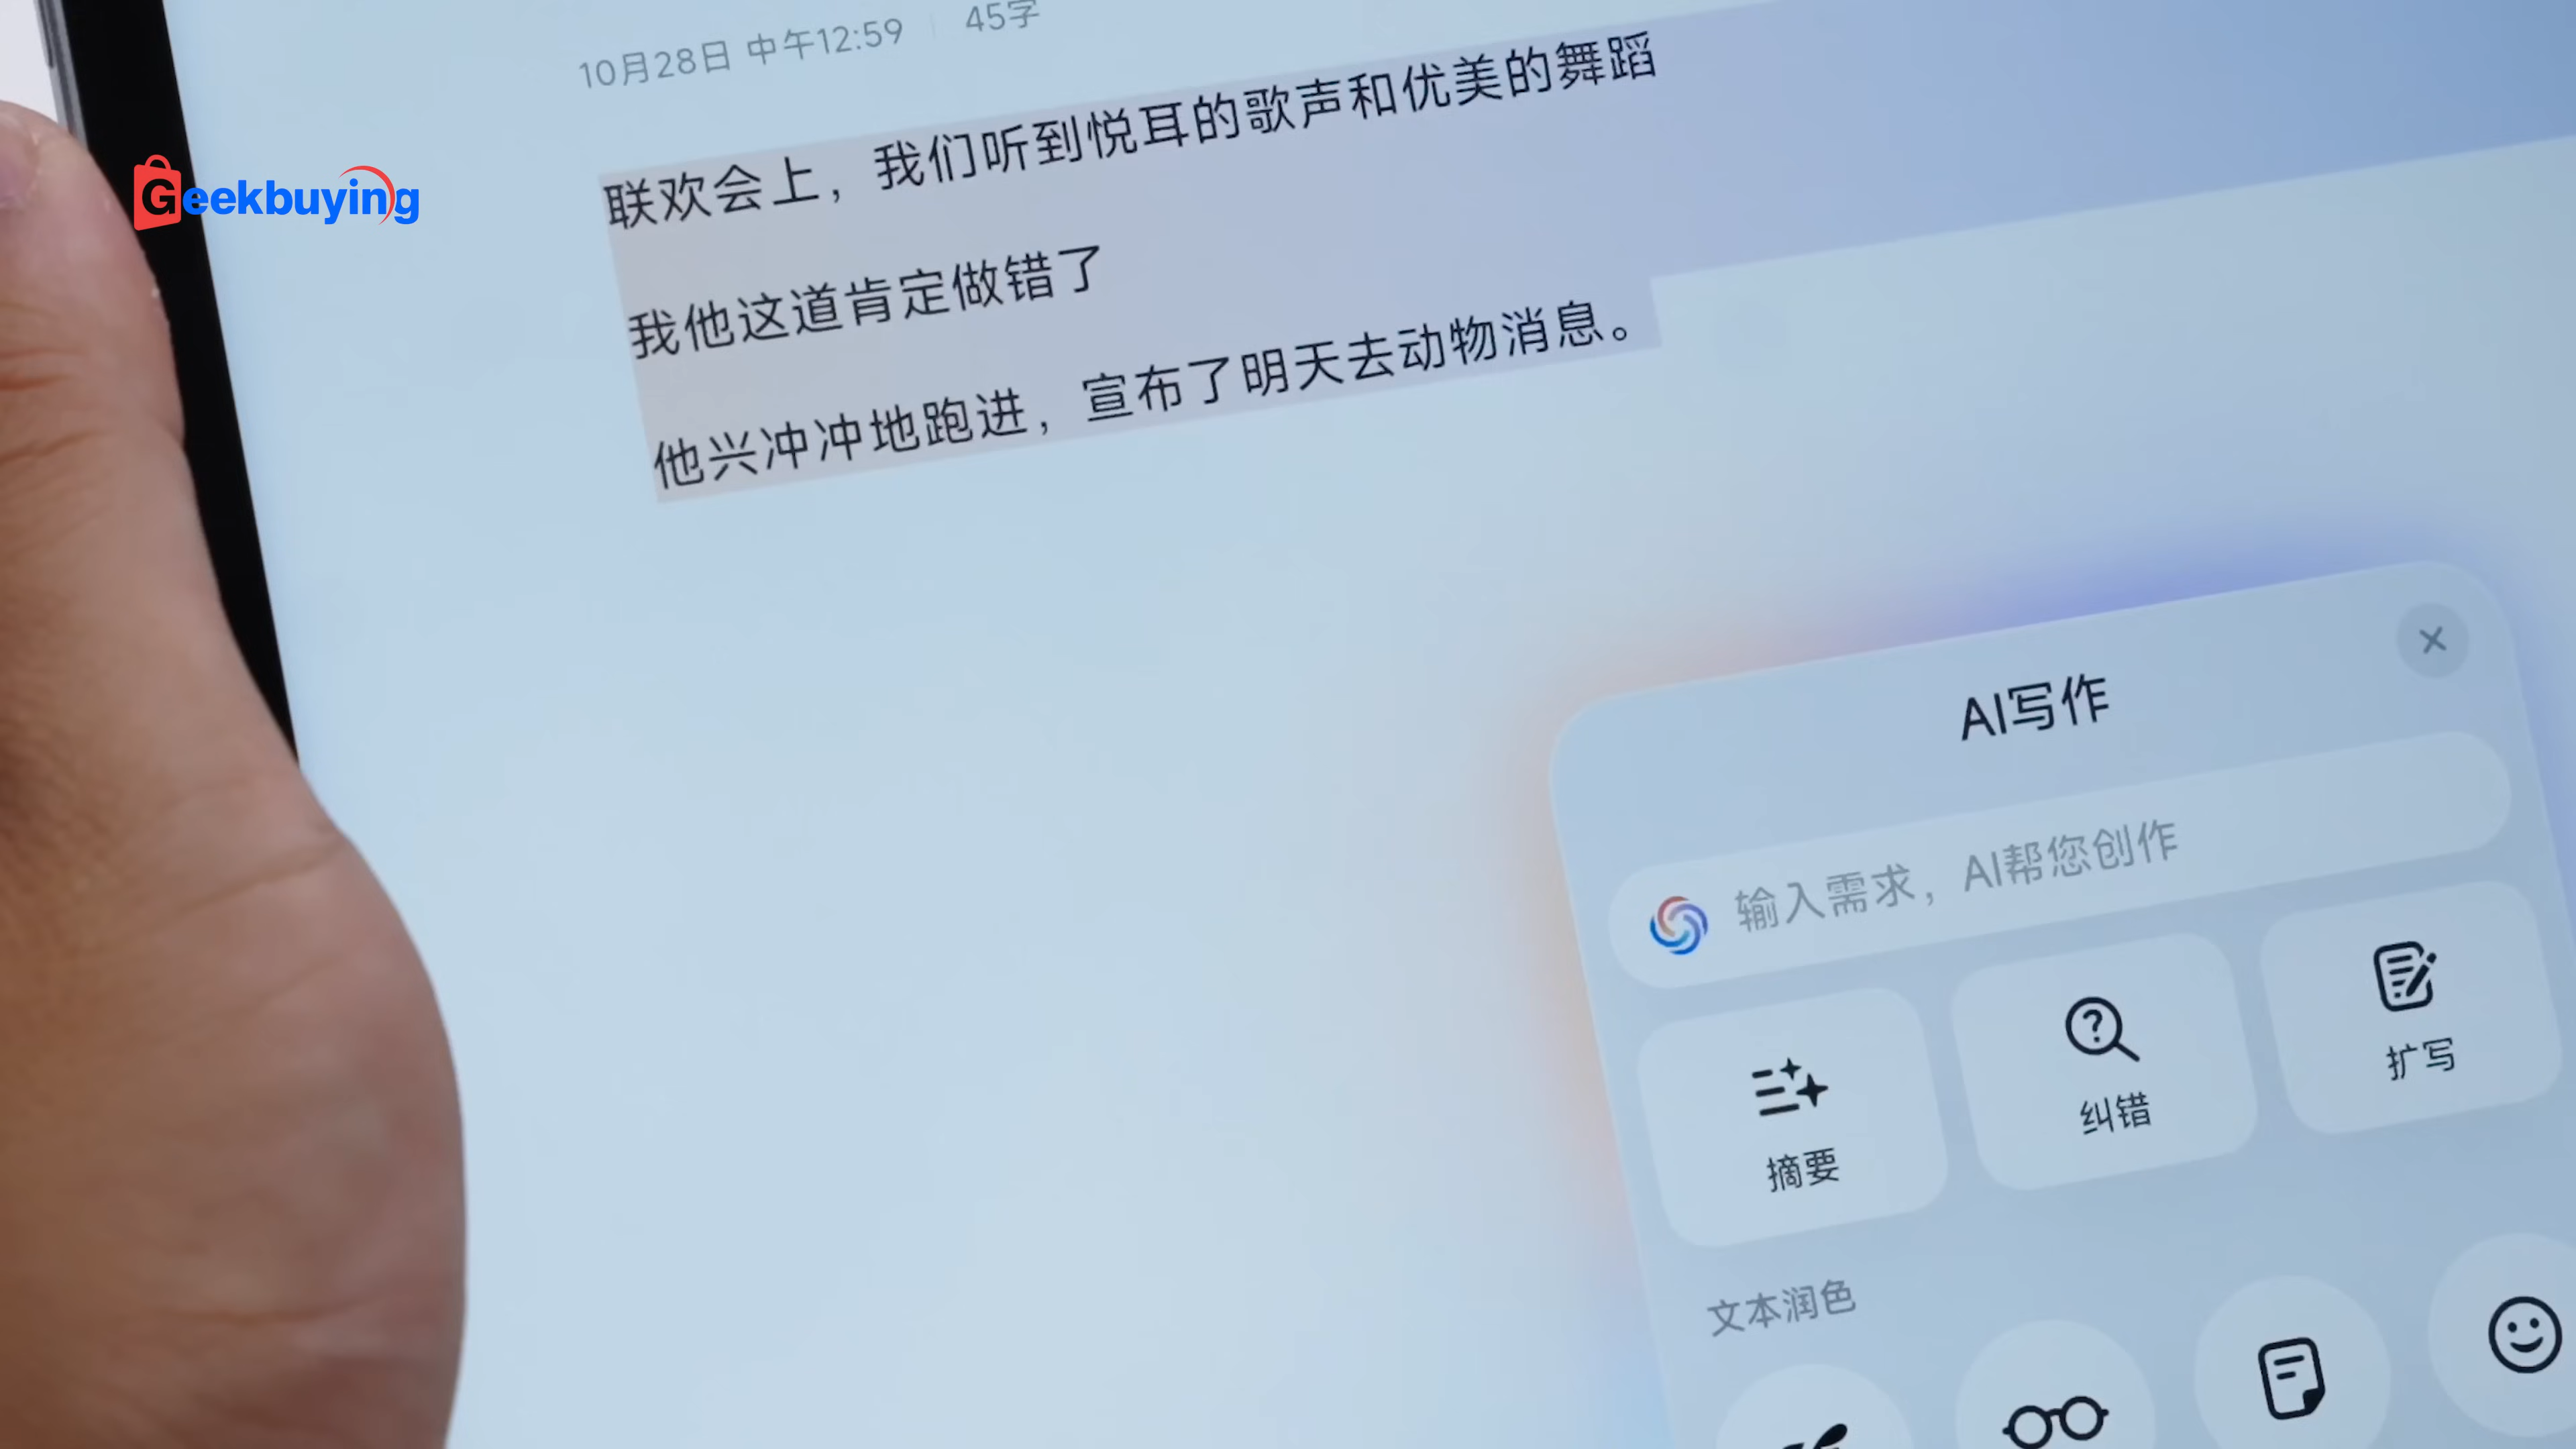 10月28日 中午12:59 45字
Geekbuying
联欢会上，我们听到悦耳的歌声和优美的舞蹈
我他这道肯定做错了
他兴冲冲地跑进，宣布了明天去动物消息。
AI写作
输入需求，AI帮您创作
摘要
纠错
扩写
文本润色